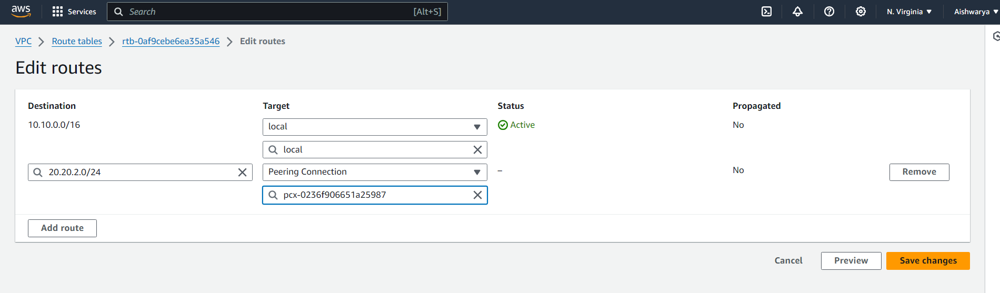 aws Services Search [Alt+S] N. Virginia Aishwarya
VPC Route tables rtb-0af9cebe6ea35a546 Edit routes
Edit routes
Destination Target Status Propagated
10.10.0.0/16 local Active No
local
20.20.2.0/24 Peering Connection – No Remove
pcx-0236f906651a25987
Add route
Cancel Preview Save changes